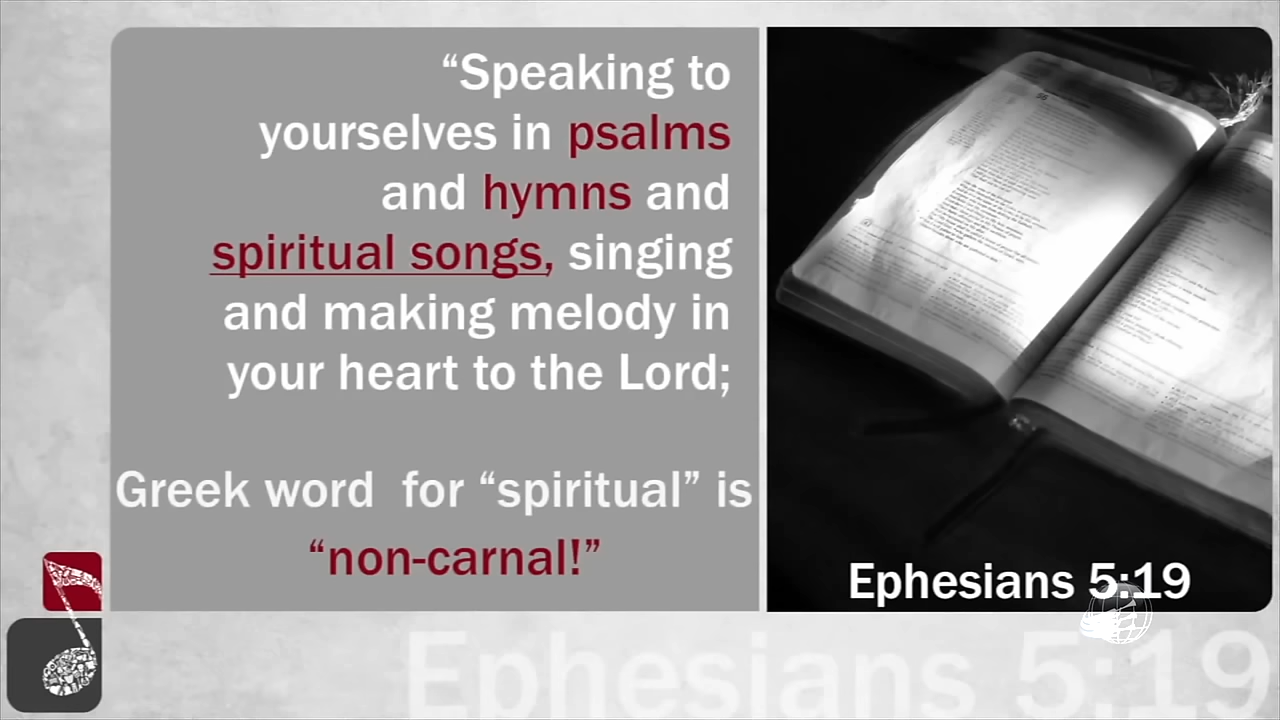 “Speaking to
yourselves in psalms
and hymns and
spiritual songs, singing
and making melody in
your heart to the Lord;
Greek word for “spiritual” is
“non-carnal!”
Ephesians 5:19
Ephesians 5:19